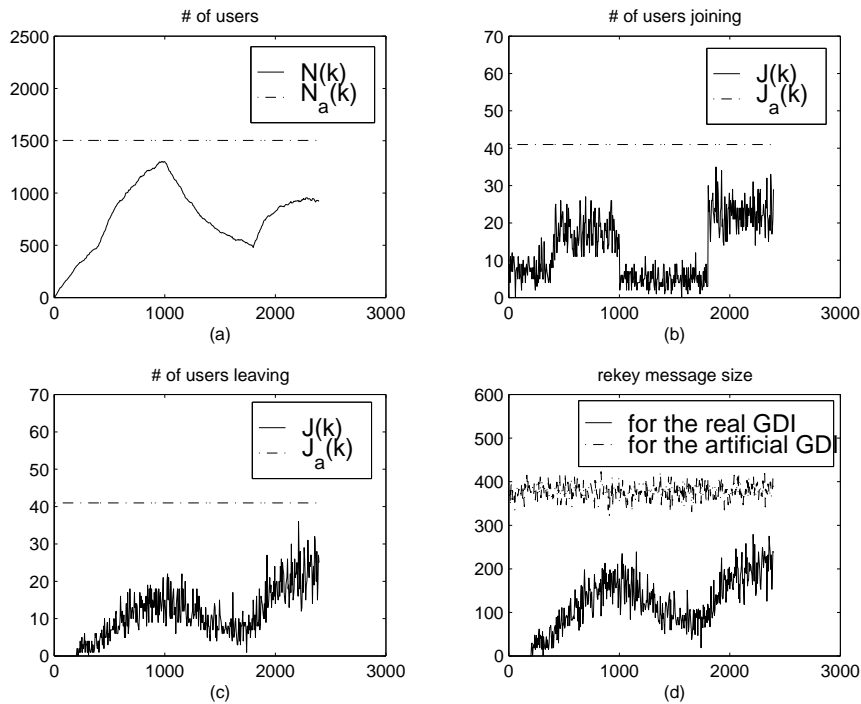 # of users
2500
2000
1500
1000
500
0
N(k)
N_a(k)
0 1000 2000 3000
(a)
# of users joining
70
60
50
40
30
20
10
0
J(k)
J_a(k)
0 1000 2000 3000
(b)
# of users leaving
70
60
50
40
30
20
10
0
J(k)
J_a(k)
0 1000 2000 3000
(c)
rekey message size
600
500
400
300
200
100
0
for the real GDI
for the artificial GDI
0 1000 2000 3000
(d)